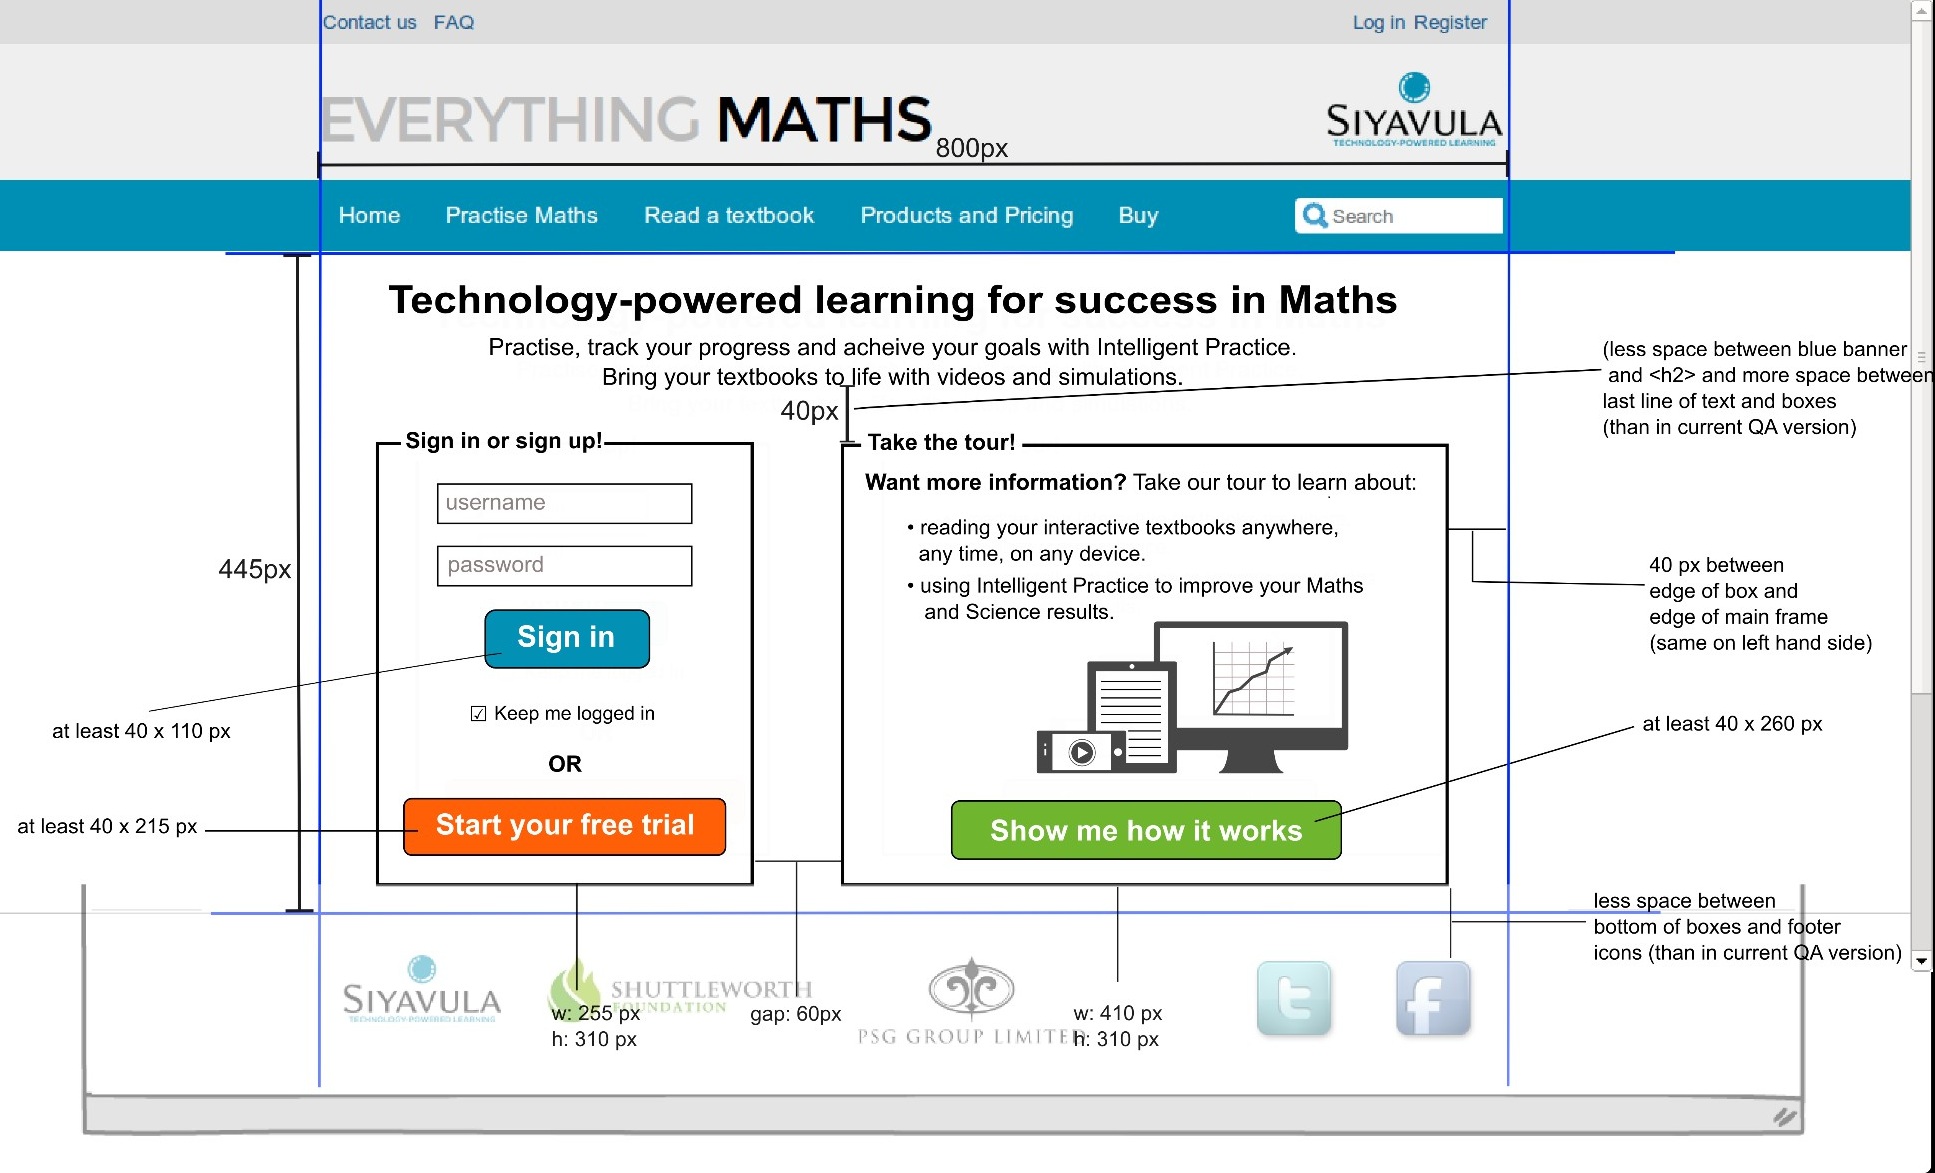 Contact us FAQ Log in Register
EVERYTHING MATHS
SIYAVULA
TECHNOLOGY-POWERED LEARNING
800px
Home Practise Maths Read a textbook Products and Pricing Buy Search
Technology-powered learning for success in Maths
Practise, track your progress and acheive your goals with Intelligent Practice.
Bring your textbooks to life with videos and simulations.
40px
(less space between blue banner
and <h2> and more space between
last line of text and boxes
(than in current QA version)
445px
Sign in or sign up!
username
password
Sign in
☑ Keep me logged in
OR
Start your free trial
at least 40 x 110 px
at least 40 x 215 px
Take the tour!
Want more information? Take our tour to learn about:
• reading your interactive textbooks anywhere,
any time, on any device.
• using Intelligent Practice to improve your Maths
and Science results.
Show me how it works
40 px between
edge of box and
edge of main frame
(same on left hand side)
at least 40 x 260 px
less space between
bottom of boxes and footer
icons (than in current QA version)
SIYAVULA
TECHNOLOGY-POWERED LEARNING
SHUTTLEWORTH
FOUNDATION
w: 255 px
h: 310 px
gap: 60px
PSG GROUP LIMITED
w: 410 px
h: 310 px
t
f